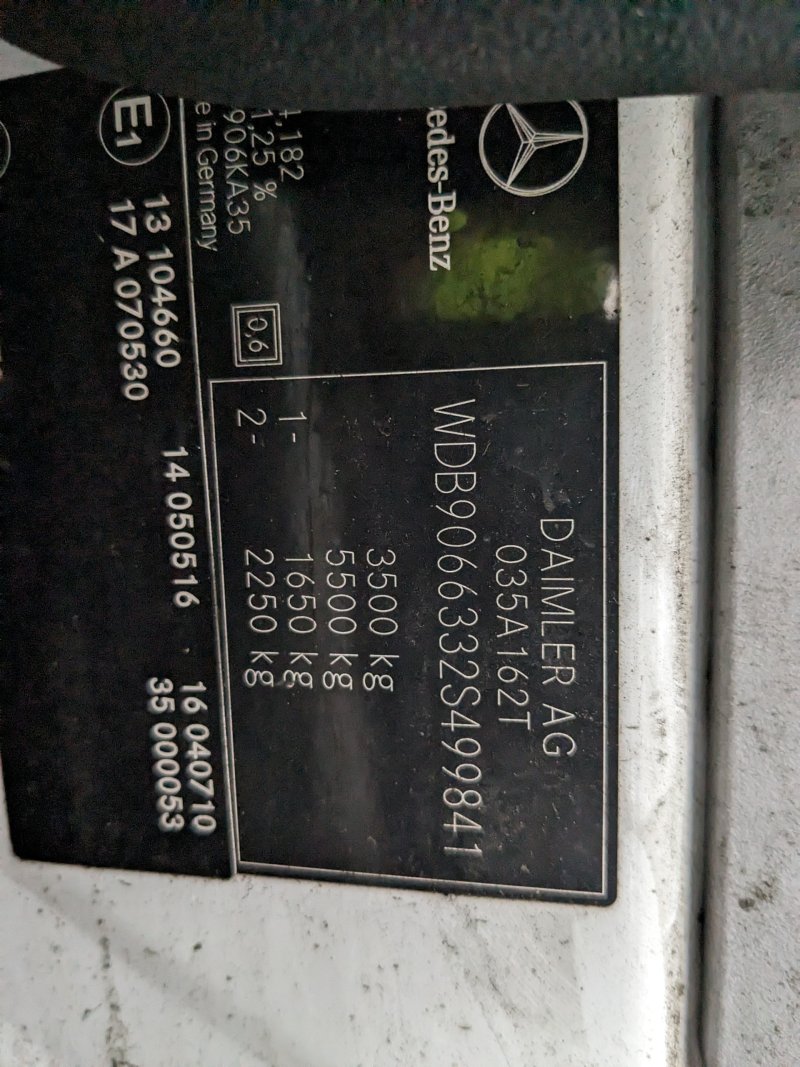 edes-Benz
DAIMLER AG
035A162T
WDB9066332S499841
3500 kg
5500 kg
1- 1650 kg
2- 2250 kg
,182
1,25 %
906KA35
e in Germany
0,6
E1
13 104660 14 050516 16 040710
17 A 070530 35 000053